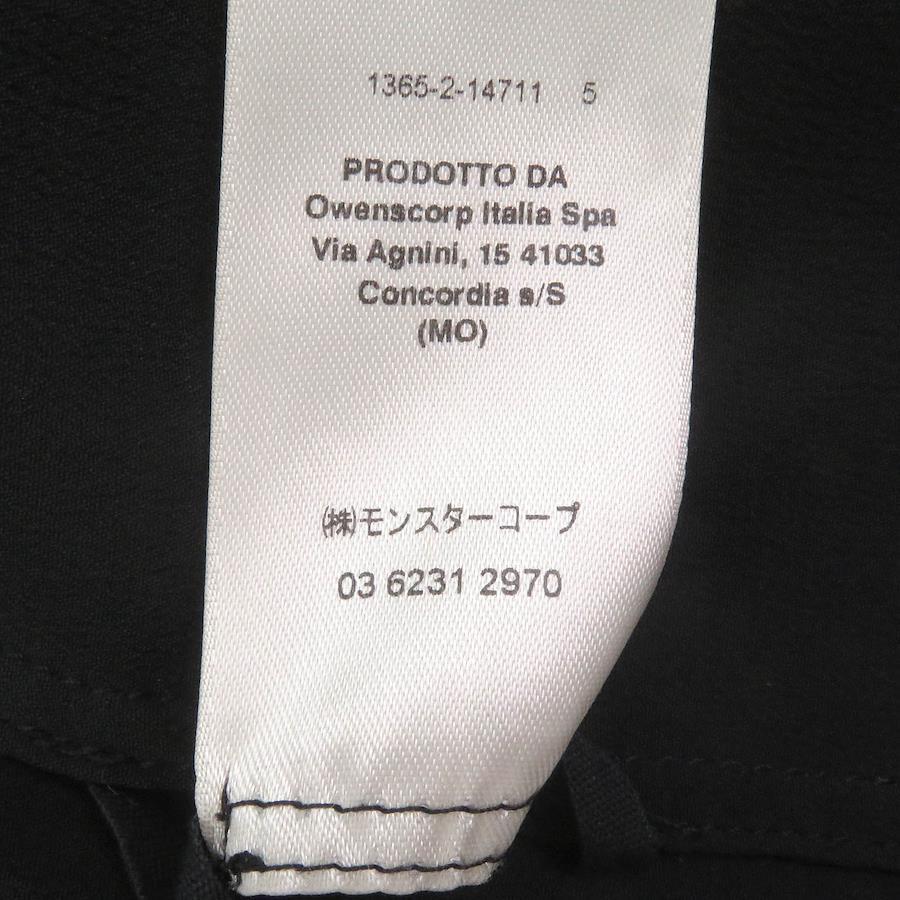 1365-2-14711 5
PRODOTTO DA
Owenscorp Italia Spa
Via Agnini, 15 41033
Concordia s/S
(MO)
㈱モンスターコープ
03 6231 2970